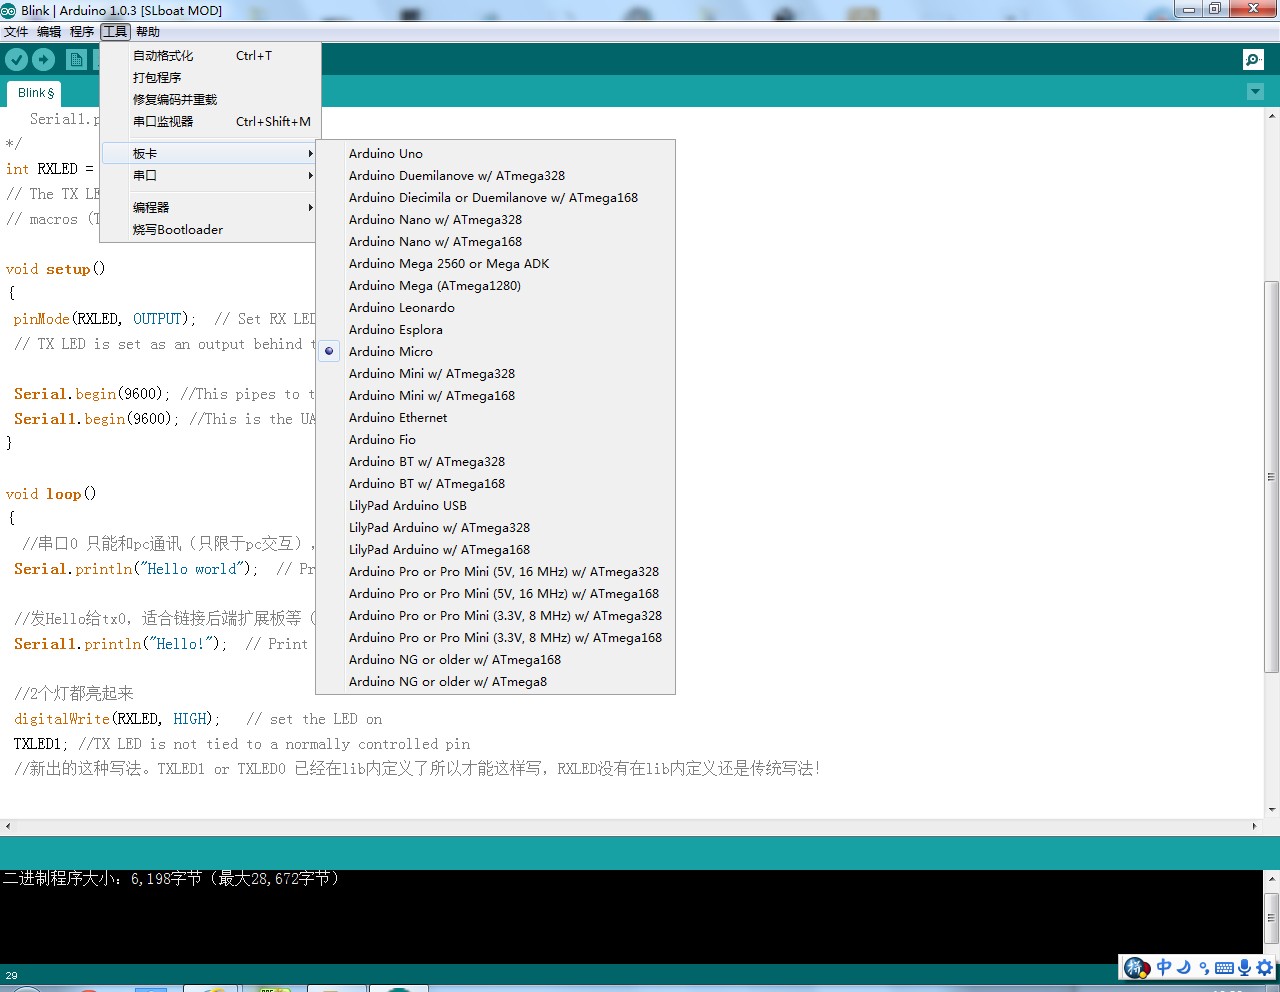 Blink | Arduino 1.0.3 [SLboat MOD]
文件 编辑 程序 工具 帮助
自动格式化 Ctrl+T
打包程序
修复编码并重载
串口监视器 Ctrl+Shift+M
板卡
串口
编程器
烧写Bootloader
Arduino Uno
Arduino Duemilanove w/ ATmega328
Arduino Diecimila or Duemilanove w/ ATmega168
Arduino Nano w/ ATmega328
Arduino Nano w/ ATmega168
Arduino Mega 2560 or Mega ADK
Arduino Mega (ATmega1280)
Arduino Leonardo
Arduino Esplora
Arduino Micro
Arduino Mini w/ ATmega328
Arduino Mini w/ ATmega168
Arduino Ethernet
Arduino Fio
Arduino BT w/ ATmega328
Arduino BT w/ ATmega168
LilyPad Arduino USB
LilyPad Arduino w/ ATmega328
LilyPad Arduino w/ ATmega168
Arduino Pro or Pro Mini (5V, 16 MHz) w/ ATmega328
Arduino Pro or Pro Mini (5V, 16 MHz) w/ ATmega168
Arduino Pro or Pro Mini (3.3V, 8 MHz) w/ ATmega328
Arduino Pro or Pro Mini (3.3V, 8 MHz) w/ ATmega168
Arduino NG or older w/ ATmega168
Arduino NG or older w/ ATmega8
Blink §
Serial1.p
*/
int RXLED =
// The TX LE
// macros (T
void setup()
{
pinMode(RXLED, OUTPUT); // Set RX LED
// TX LED is set as an output behind t
Serial.begin(9600); //This pipes to t
Serial1.begin(9600); //This is the UA
}
void loop()
{
//串口0 只能和pc通讯（只限于pc交互），
Serial.println("Hello world"); // Pr
//发Hello给tx0，适合链接后端扩展板等（
Serial1.println("Hello!"); // Print
//2个灯都亮起来
digitalWrite(RXLED, HIGH); // set the LED on
TXLED1; //TX LED is not tied to a normally controlled pin
//新出的这种写法。TXLED1 or TXLED0 已经在lib内定义了所以才能这样写，RXLED没有在lib内定义还是传统写法！
二进制程序大小：6,198字节（最大28,672字节）
29
拼 中